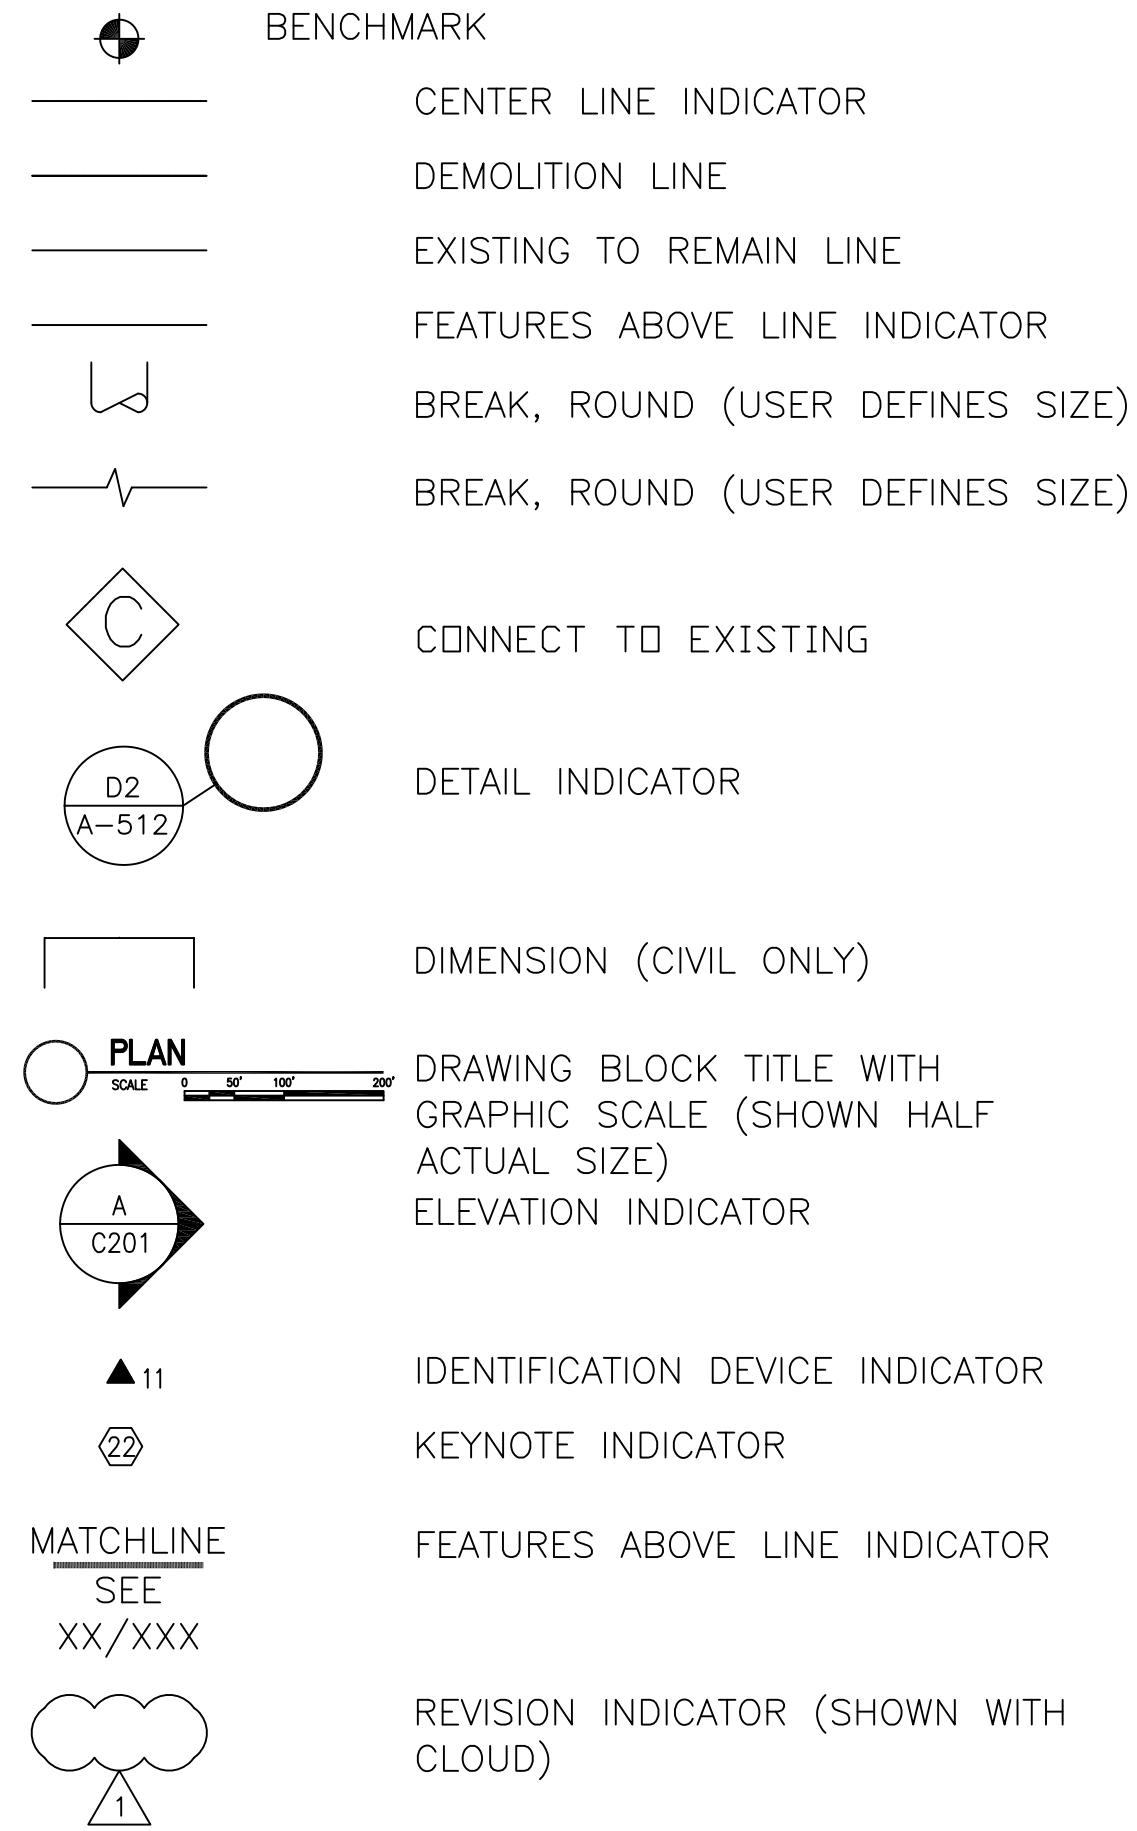 BENCHMARK
CENTER LINE INDICATOR
DEMOLITION LINE
EXISTING TO REMAIN LINE
FEATURES ABOVE LINE INDICATOR
BREAK, ROUND (USER DEFINES SIZE)
BREAK, ROUND (USER DEFINES SIZE)
C
CONNECT TO EXISTING
D2
A-512
DETAIL INDICATOR
DIMENSION (CIVIL ONLY)
PLAN
SCALE 0 50' 100' 200'
DRAWING BLOCK TITLE WITH
GRAPHIC SCALE (SHOWN HALF
ACTUAL SIZE)
A
C201
ELEVATION INDICATOR
11
IDENTIFICATION DEVICE INDICATOR
22
KEYNOTE INDICATOR
MATCHLINE
SEE
XX/XXX
FEATURES ABOVE LINE INDICATOR
REVISION INDICATOR (SHOWN WITH
CLOUD)
1